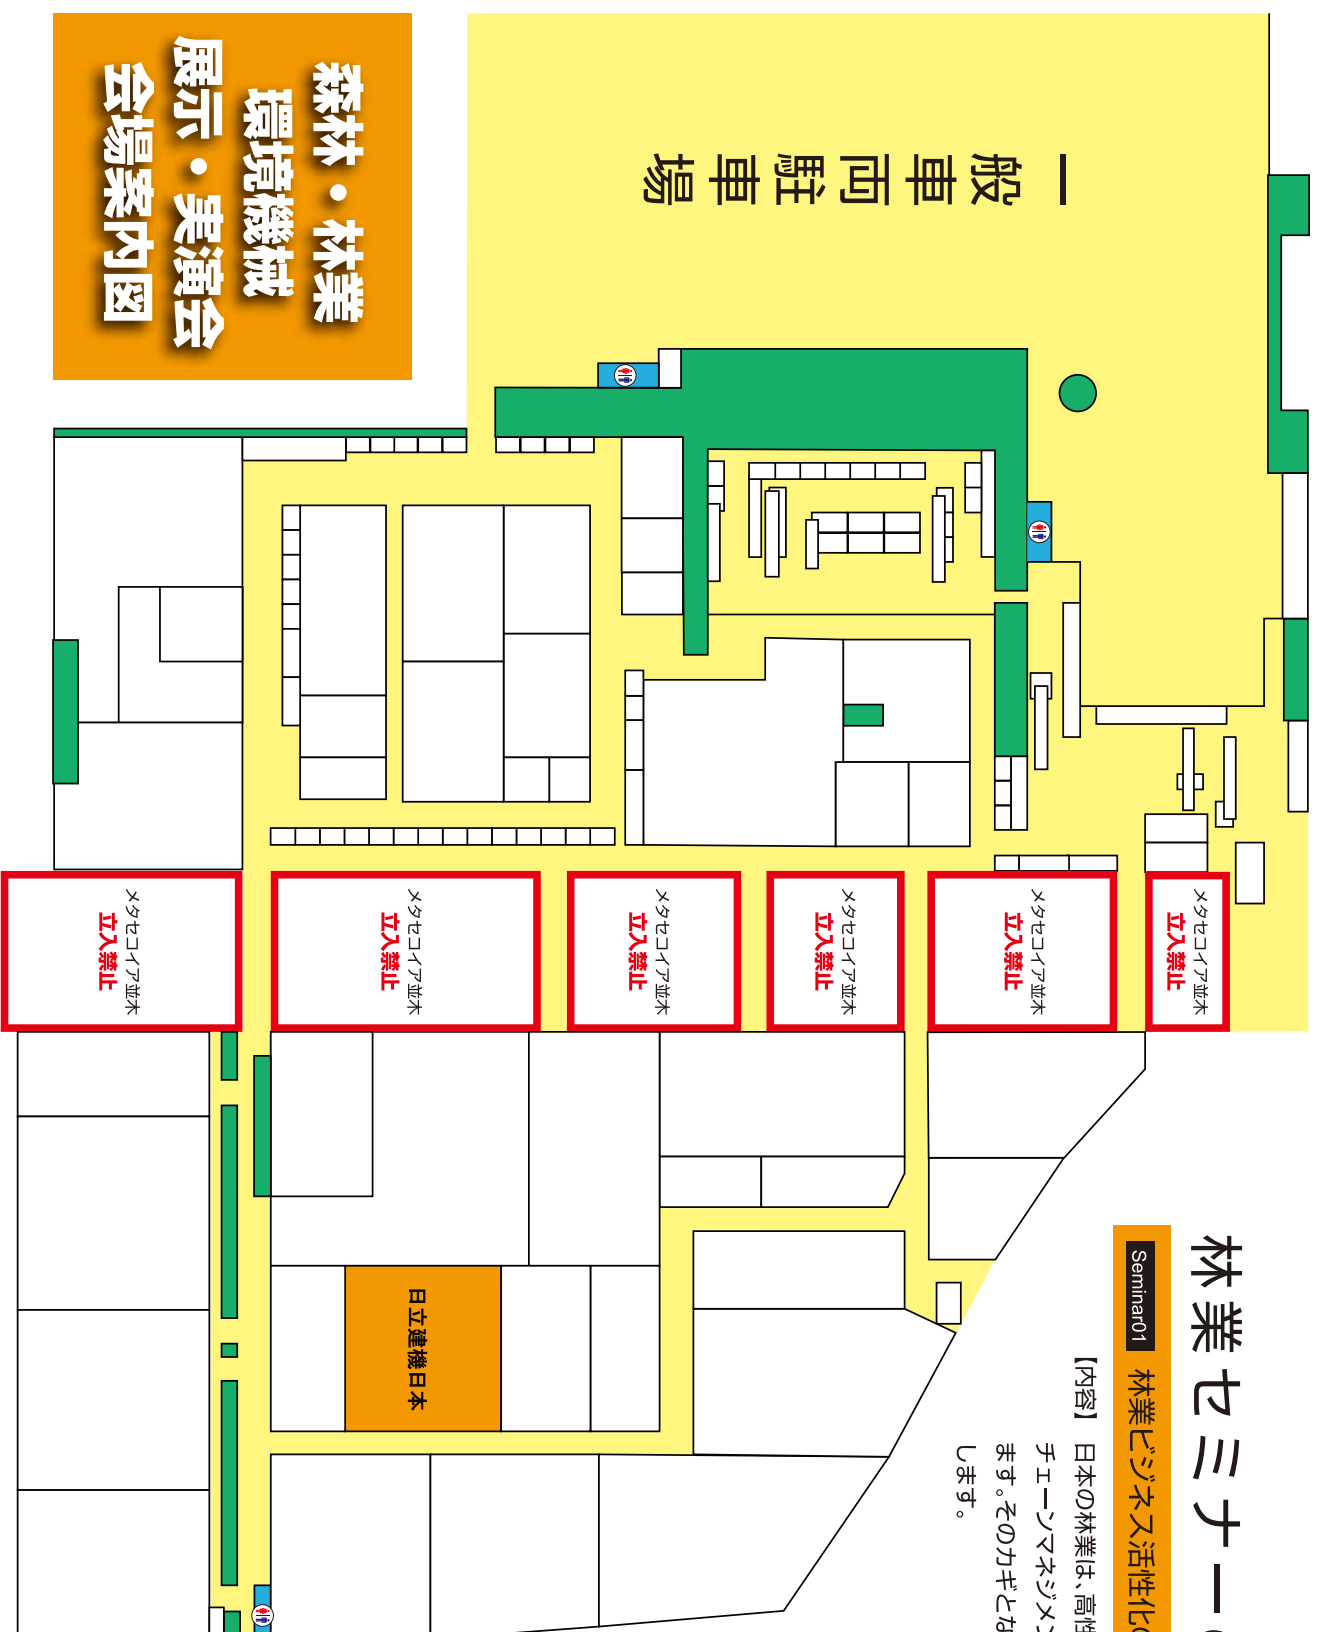 森林・林業
環境機械
展示・実演会
会場案内図
一般車両駐車場
メタセコイア並木
立入禁止
メタセコイア並木
立入禁止
メタセコイア並木
立入禁止
メタセコイア並木
立入禁止
メタセコイア並木
立入禁止
メタセコイア並木
立入禁止
日立建機日本
林業セミナー
Seminar01 林業ビジネス活性化
【内容】 日本の林業は、高性
チェーンマネジメン
ます。そのカギとな
します。